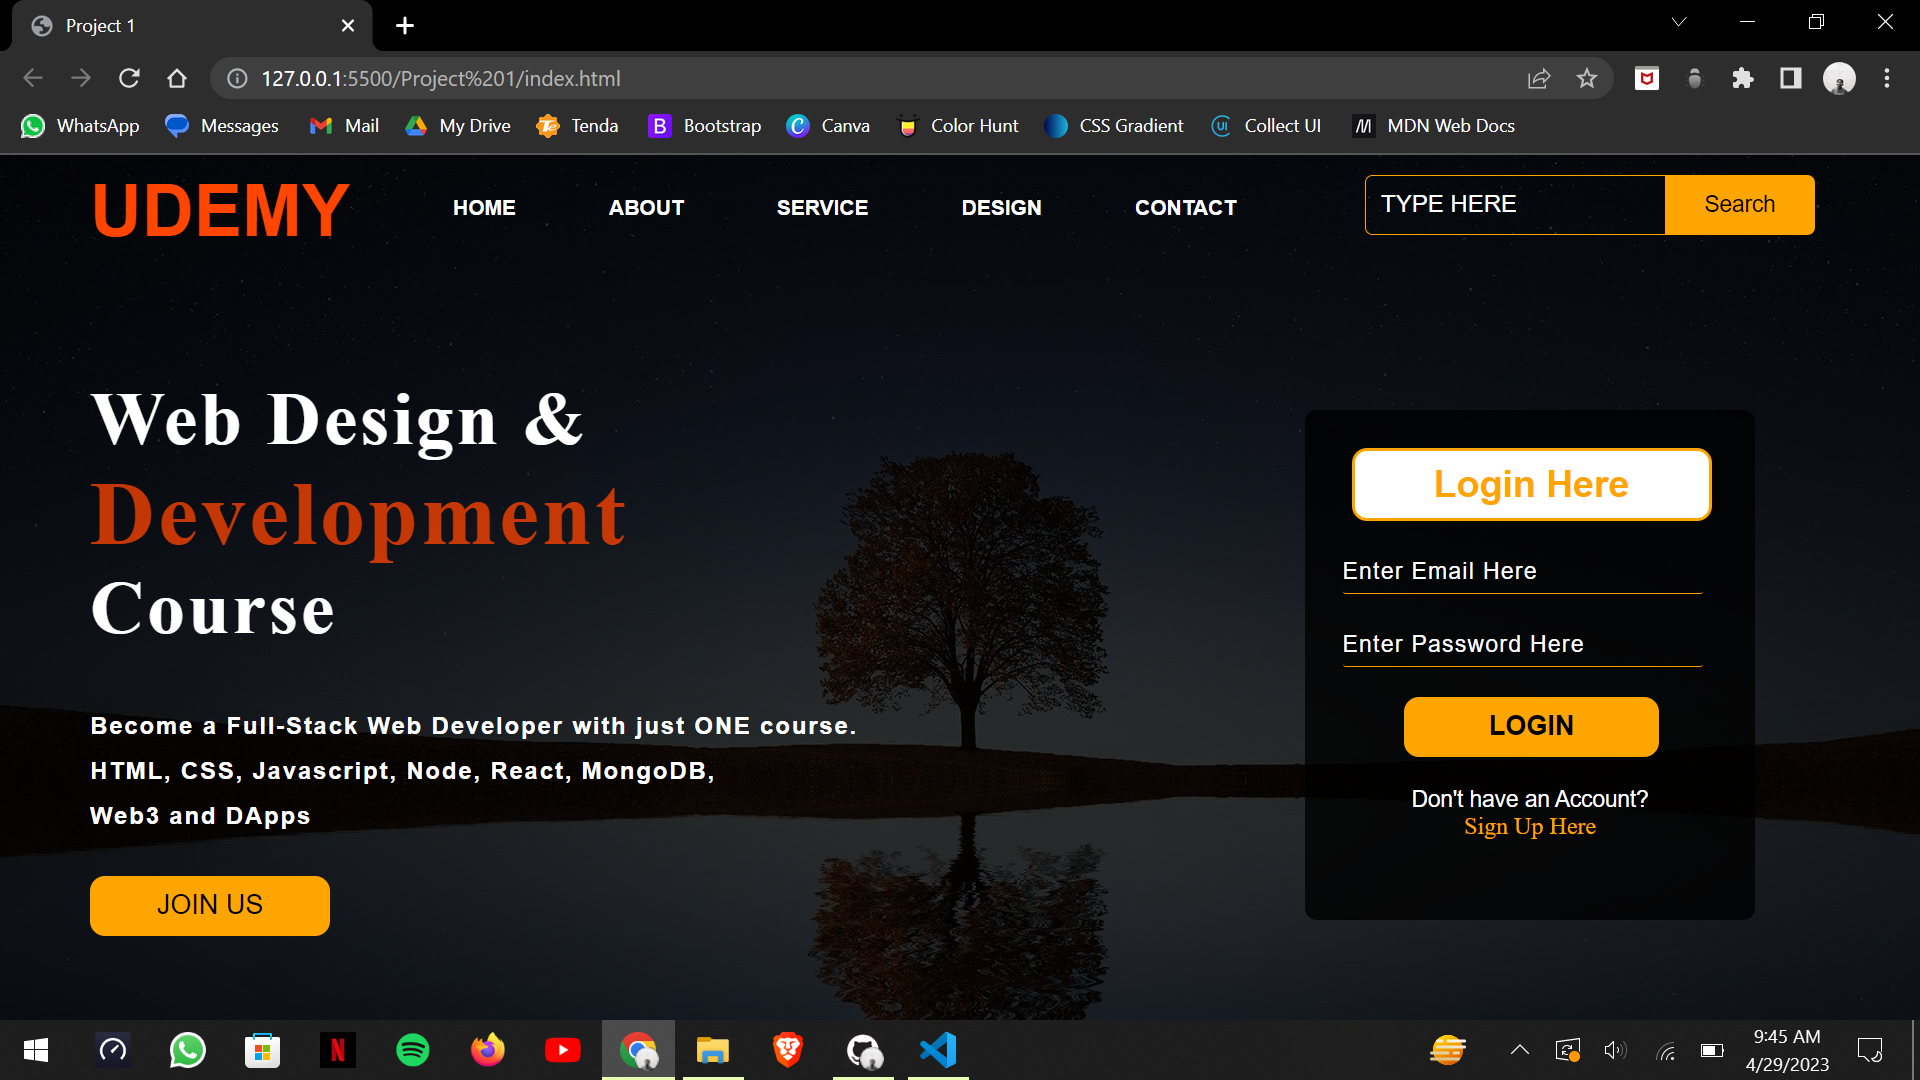 Project 1
127.0.0.1:5500/Project%201/index.html
WhatsApp Messages Mail My Drive Tenda Bootstrap Canva Color Hunt CSS Gradient Collect UI MDN Web Docs
UDEMY HOME ABOUT SERVICE DESIGN CONTACT TYPE HERE Search
Web Design &
Development
Course
Become a Full-Stack Web Developer with just ONE course.
HTML, CSS, Javascript, Node, React, MongoDB,
Web3 and DApps
JOIN US
Login Here
Enter Email Here
Enter Password Here
LOGIN
Don't have an Account?
Sign Up Here
9:45 AM
4/29/2023